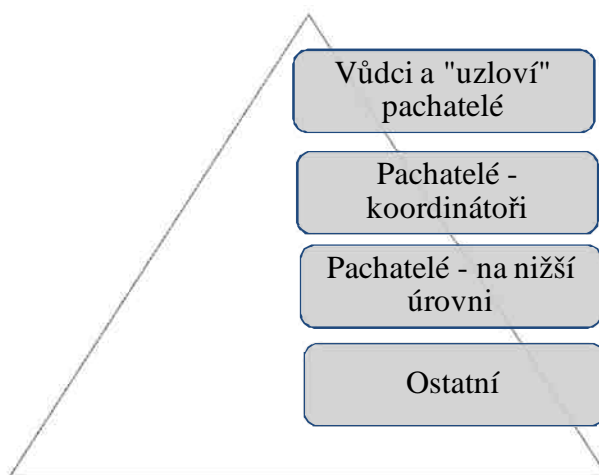 Vůdci a "uzloví"
pachatelé
Pachatelé -
koordinátoři
Pachatelé - na nižší
úrovni
Ostatní